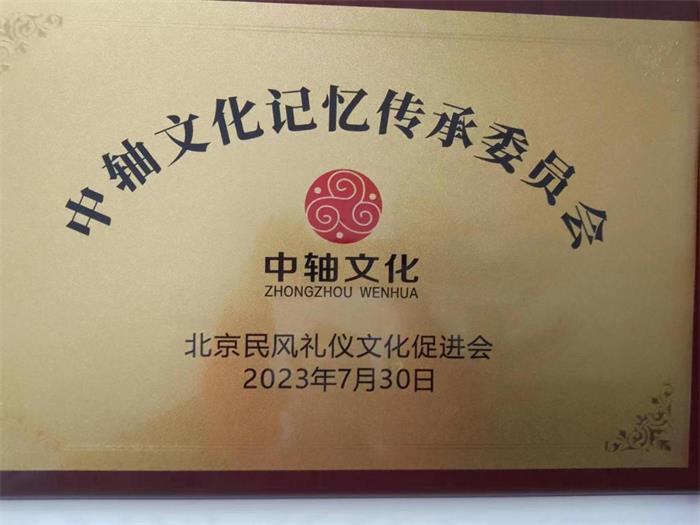 中轴文化记忆传承委员会
中轴文化
ZHONGZHOU WENHUA
北京民风礼仪文化促进会
2023年7月30日